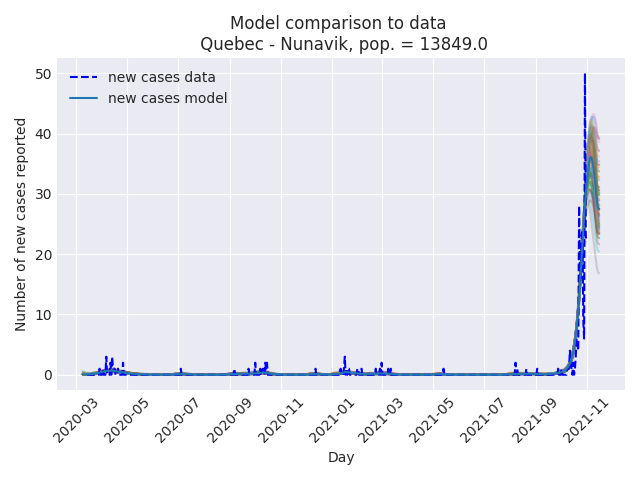 Model comparison to data
Quebec - Nunavik, pop. = 13849.0
new cases data
new cases model
Number of new cases reported
50
40
30
20
10
0
2020-03
2020-05
2020-07
2020-09
2020-11
2021-01
2021-03
2021-05
2021-07
2021-09
2021-11
Day